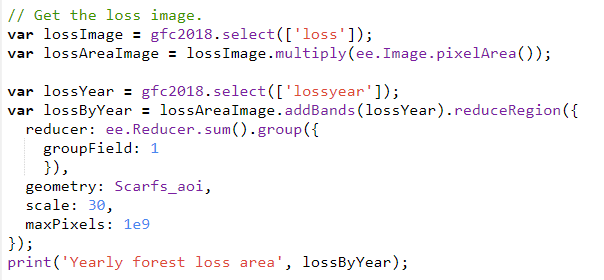 // Get the loss image.
var lossImage = gfc2018.select(['loss']);
var lossAreaImage = lossImage.multiply(ee.Image.pixelArea());

var lossYear = gfc2018.select(['lossyear']);
var lossByYear = lossAreaImage.addBands(lossYear).reduceRegion({
  reducer: ee.Reducer.sum().group({
    groupField: 1
    }),
  geometry: Scarfs_aoi,
  scale: 30,
  maxPixels: 1e9
});
print('Yearly forest loss area', lossByYear);